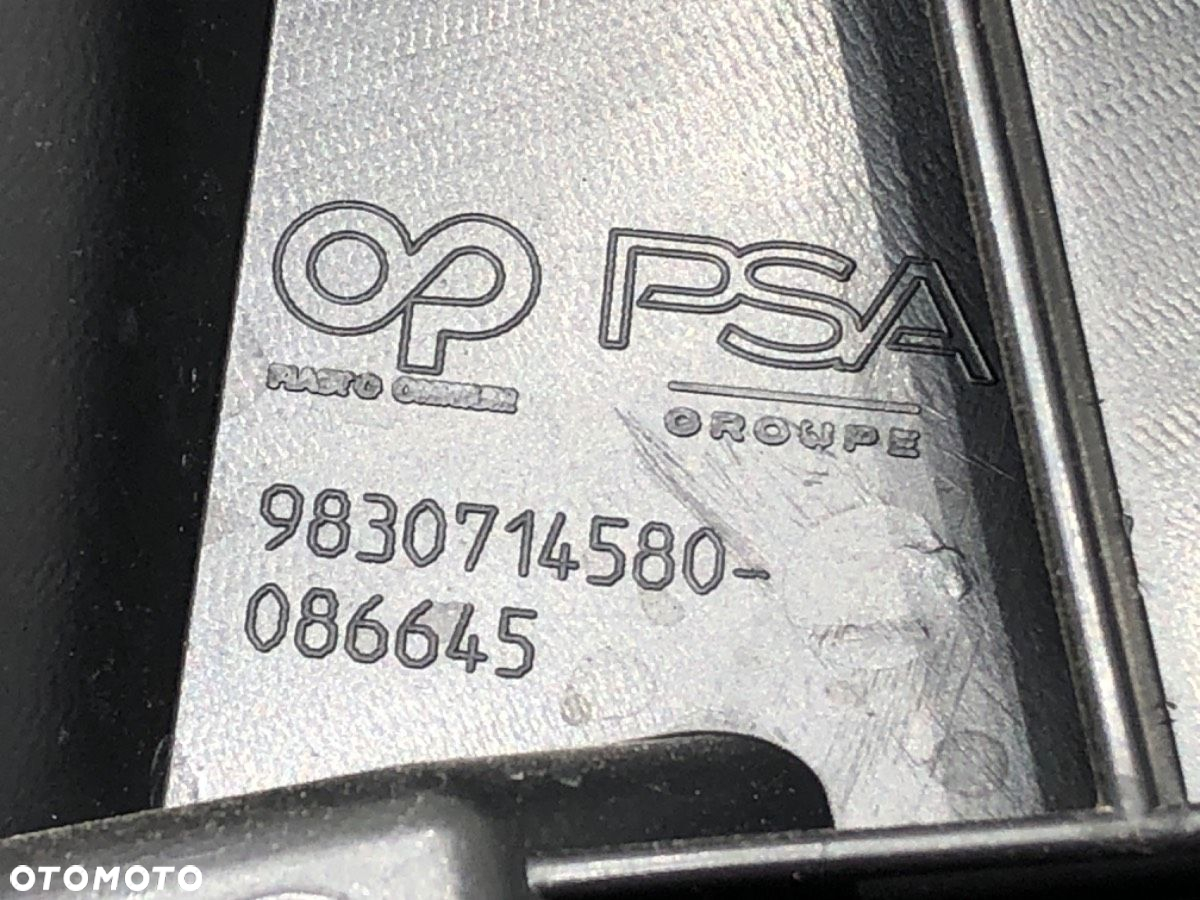 OP PSA
PLASTIC OMNIUM
GROUPE
9830714580-
086645
OTOMOTO